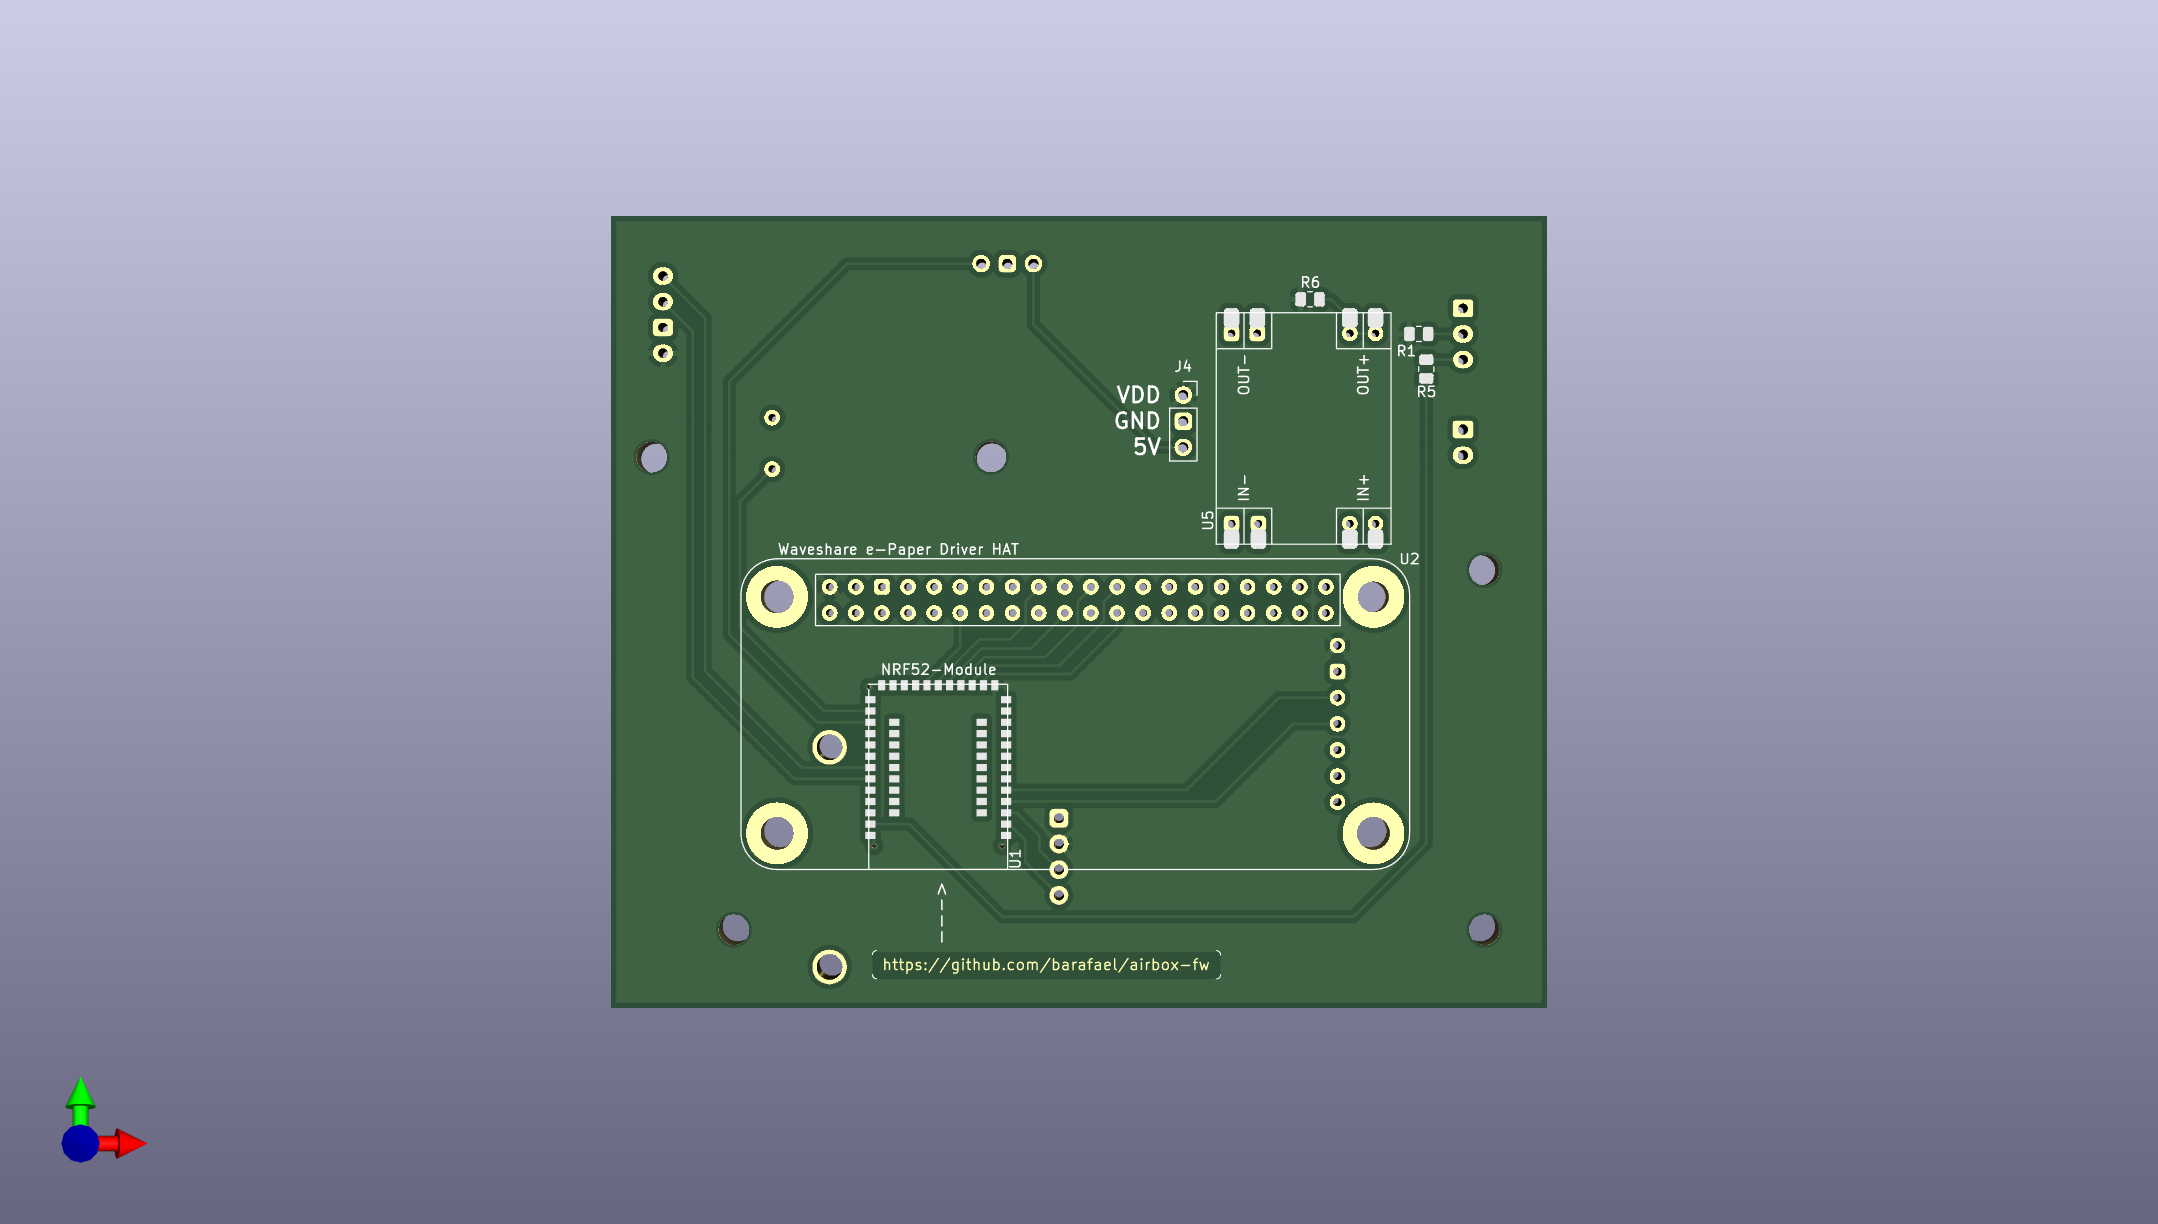 R6
R1
J4
VDD
GND
5V
OUT-
OUT+
R5
IN-
IN+
U5
Waveshare e-Paper Driver HAT
U2
NRF52-Module
U1
https://github.com/barafael/airbox-fw